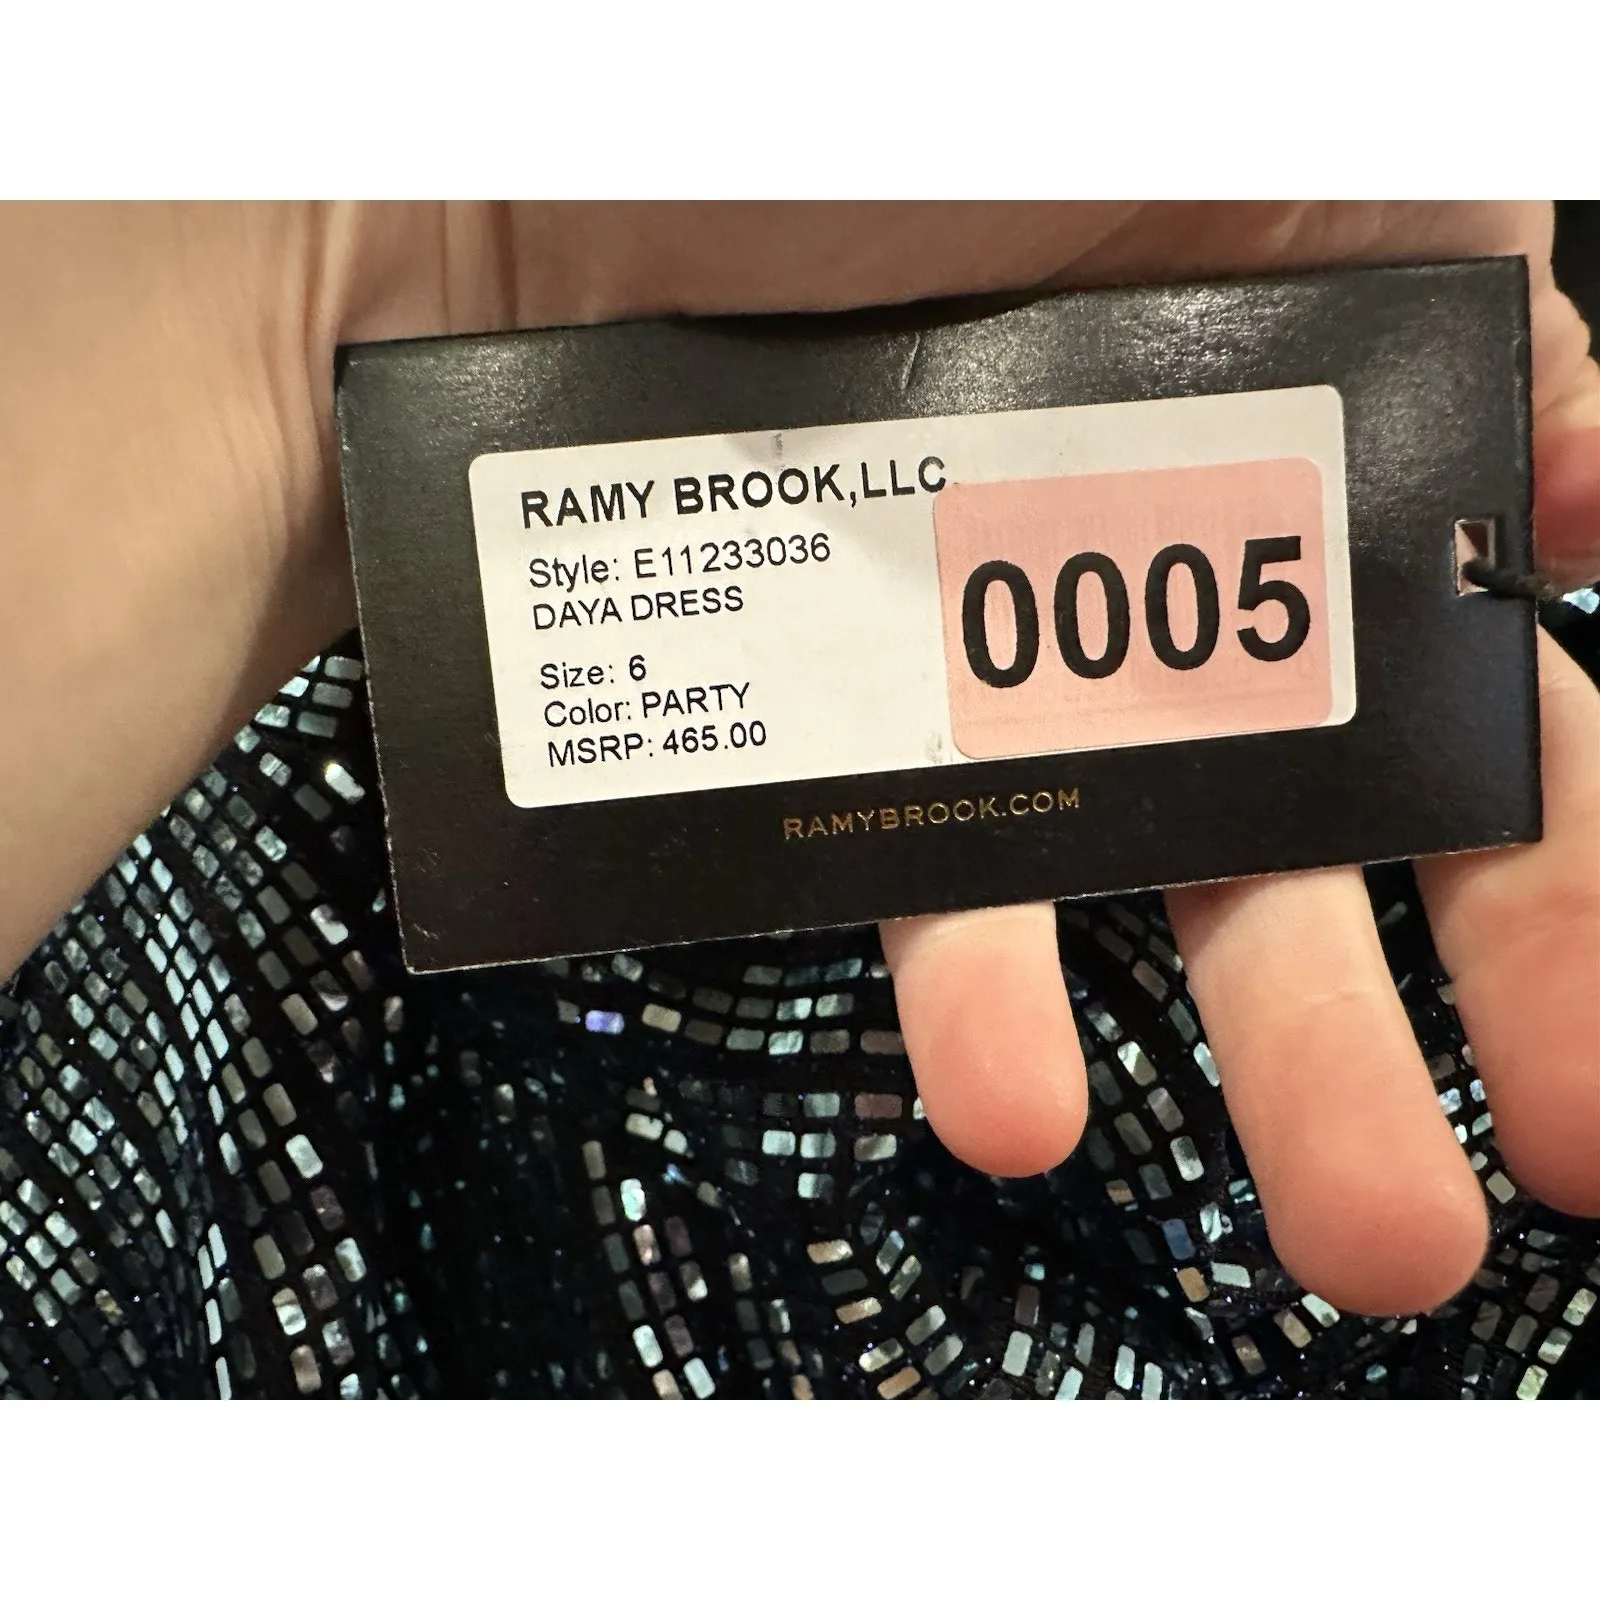 RAMY BROOK,LLC
Style: E11233036
DAYA DRESS
Size: 6
Color: PARTY
MSRP: 465.00
0005
RAMYBROOK.COM